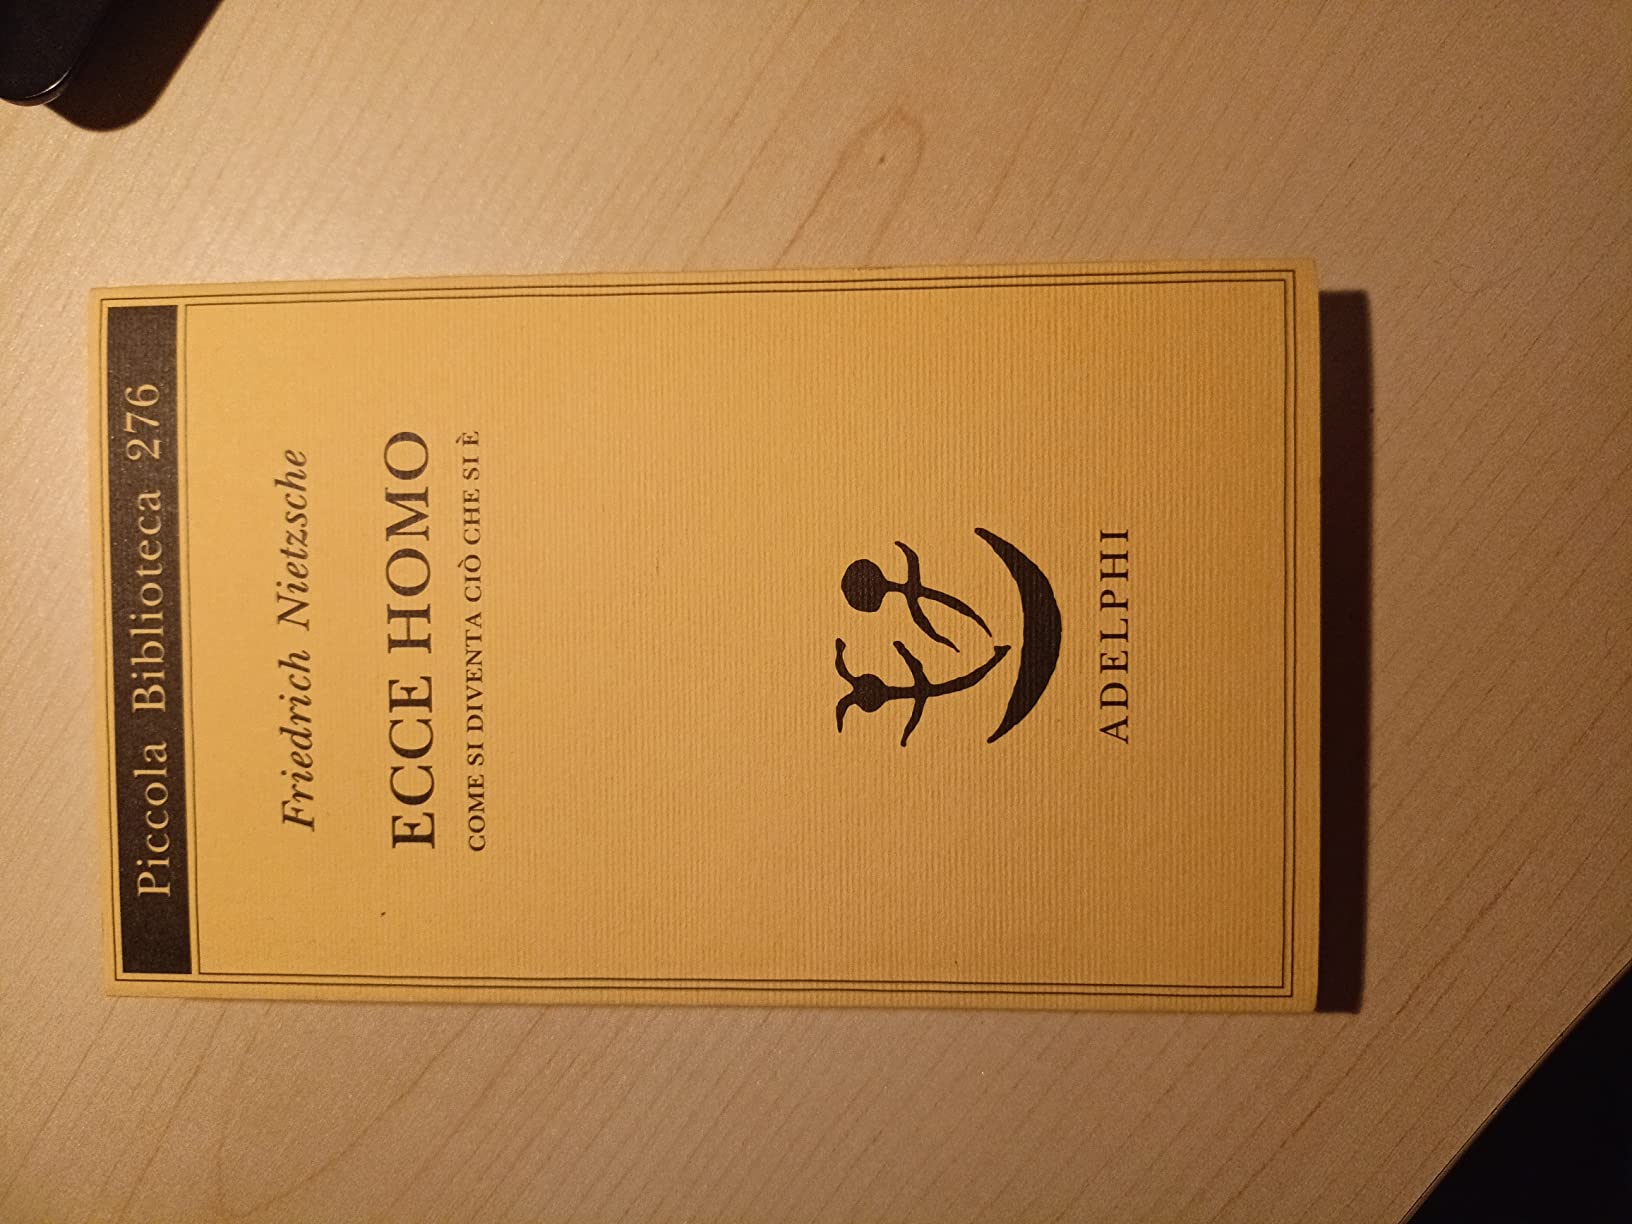 Piccola Biblioteca 276
Friedrich Nietzsche
ECCE HOMO
COME SI DIVENTA CIÒ CHE SI È
ADELPHI